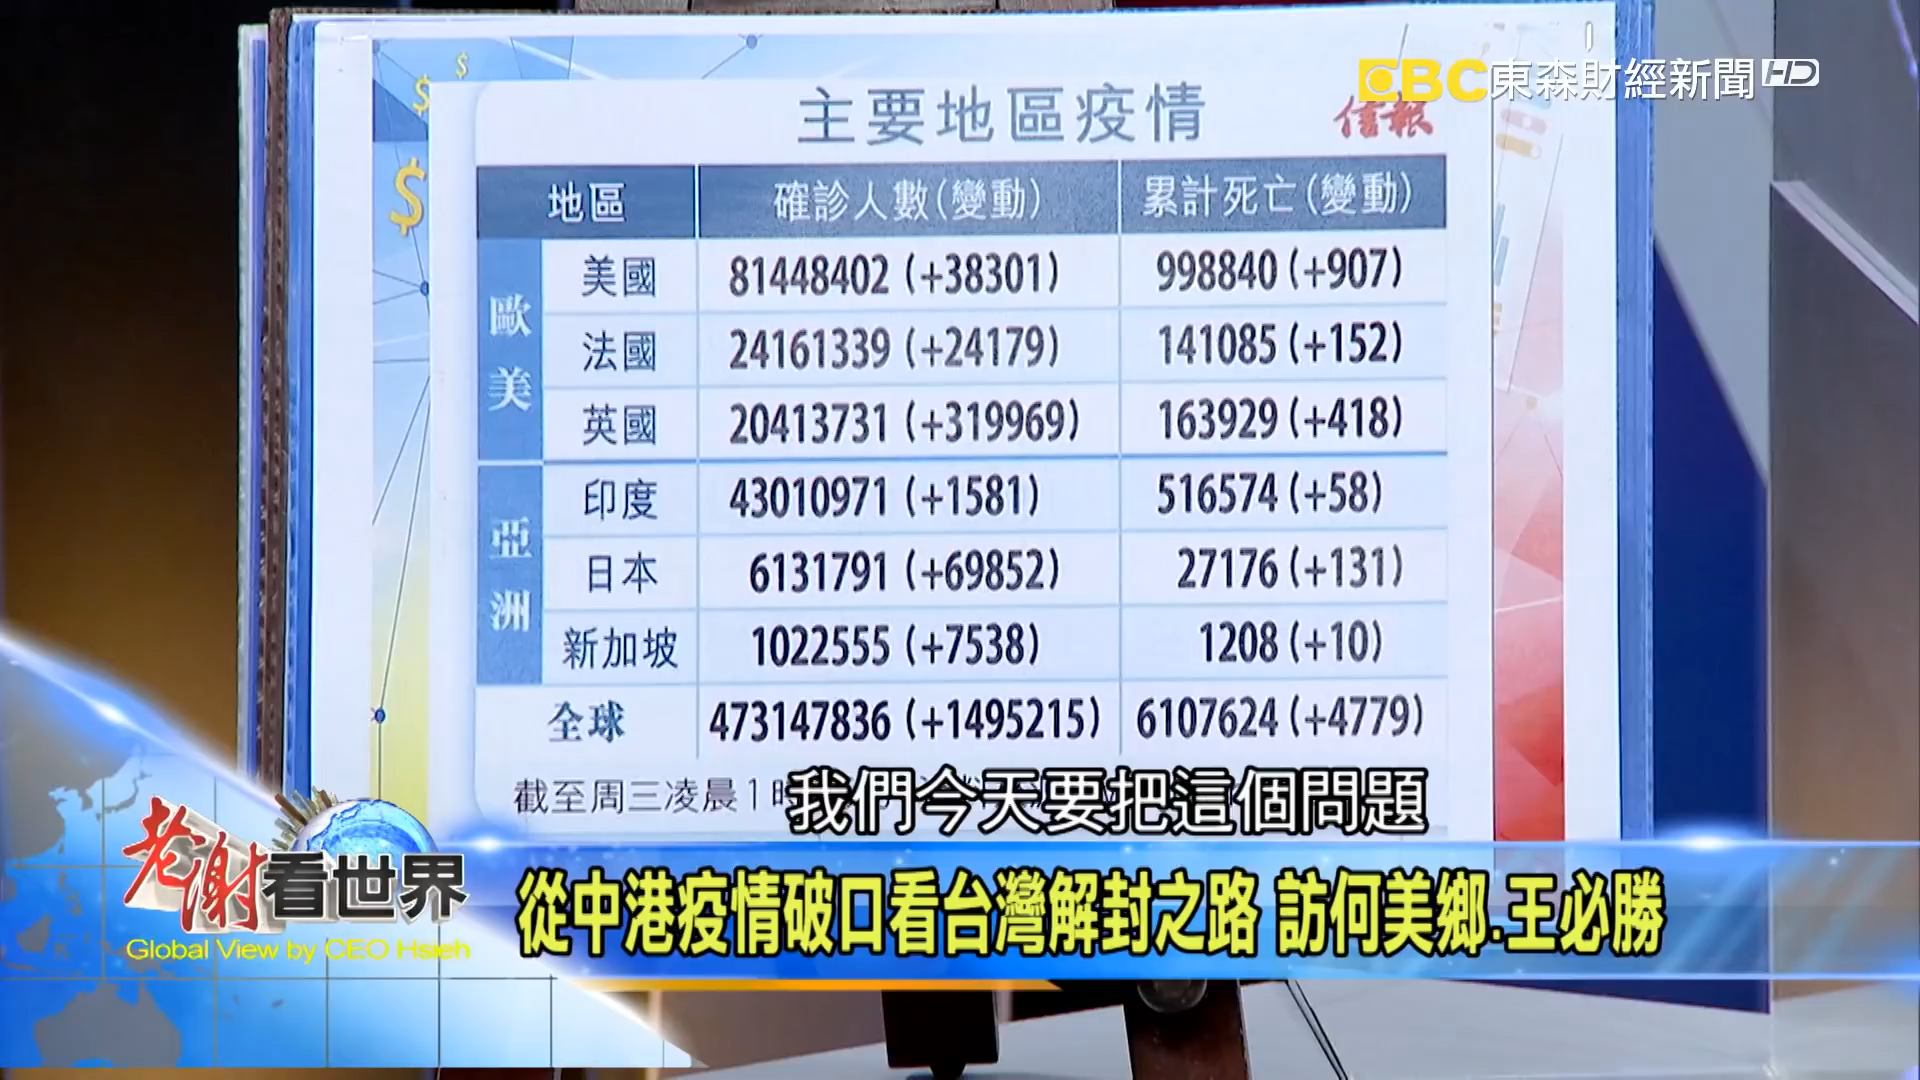 EBC東森財經新聞HD
主要地區疫情
信報
地區 確診人數(變動) 累計死亡(變動)
歐美
美國 81448402 (+38301) 998840 (+907)
法國 24161339 (+24179) 141085 (+152)
英國 20413731 (+319969) 163929 (+418)
亞洲
印度 43010971 (+1581) 516574 (+58)
日本 6131791 (+69852) 27176 (+131)
新加坡 1022555 (+7538) 1208 (+10)
全球 473147836 (+1495215) 6107624 (+4779)
截至周三凌晨1時
我們今天要把這個問題
老謝看世界
Global View by CEO Hsieh
從中港疫情破口看台灣解封之路 訪何美鄉.王必勝